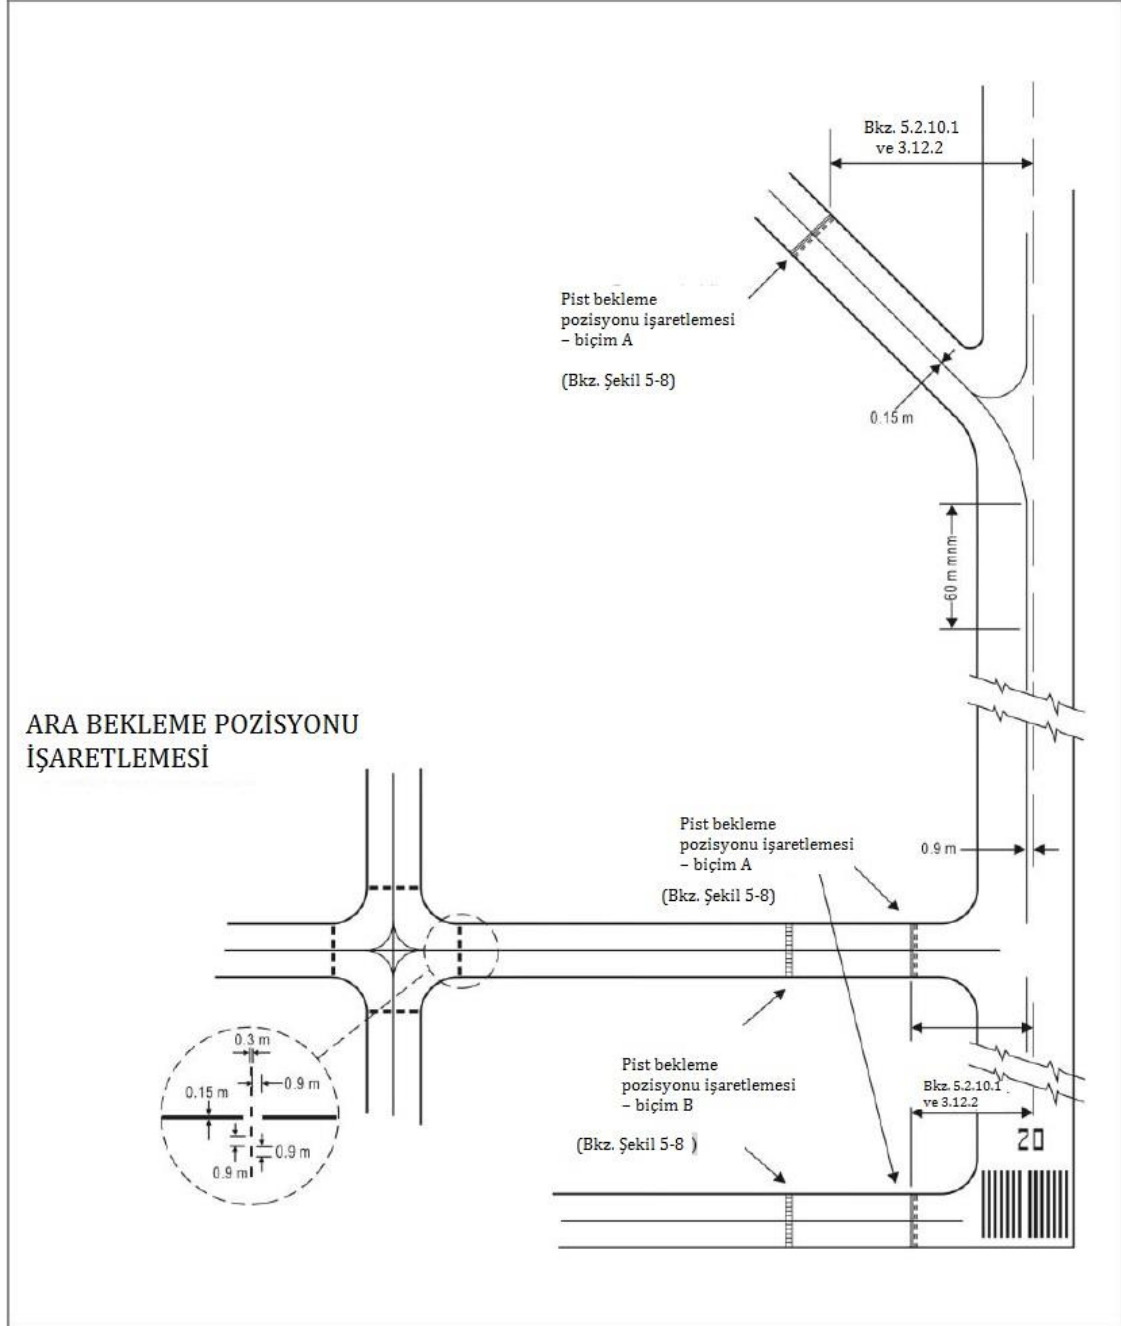 Bkz. 5.2.10.1
ve 3.12.2
Pist bekleme
pozisyonu işaretlemesi
– biçim A
(Bkz. Şekil 5-8)
0.15 m
60 m mnm
ARA BEKLEME POZİSYONU
İŞARETLEMESİ
Pist bekleme
pozisyonu işaretlemesi
– biçim A
(Bkz. Şekil 5-8)
0.9 m
0.3 m
0.9 m
0.15 m
0.9 m
0.9 m
Pist bekleme
pozisyonu işaretlemesi
– biçim B
(Bkz. Şekil 5-8 )
Bkz. 5.2.10.1
ve 3.12.2
20